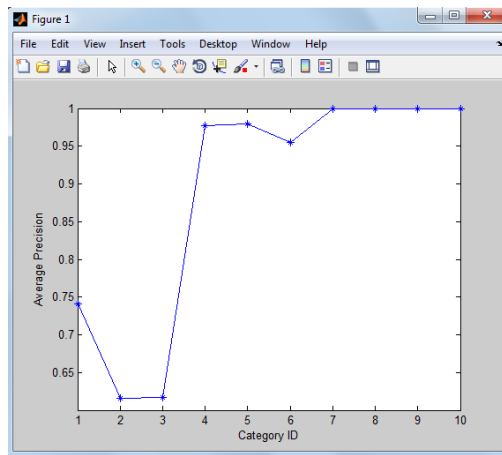 Figure 1
File Edit View Insert Tools Desktop Window Help
1
0.95
0.9
0.85
0.8
0.75
0.7
0.65
Average Precision
1 2 3 4 5 6 7 8 9 10
Category ID